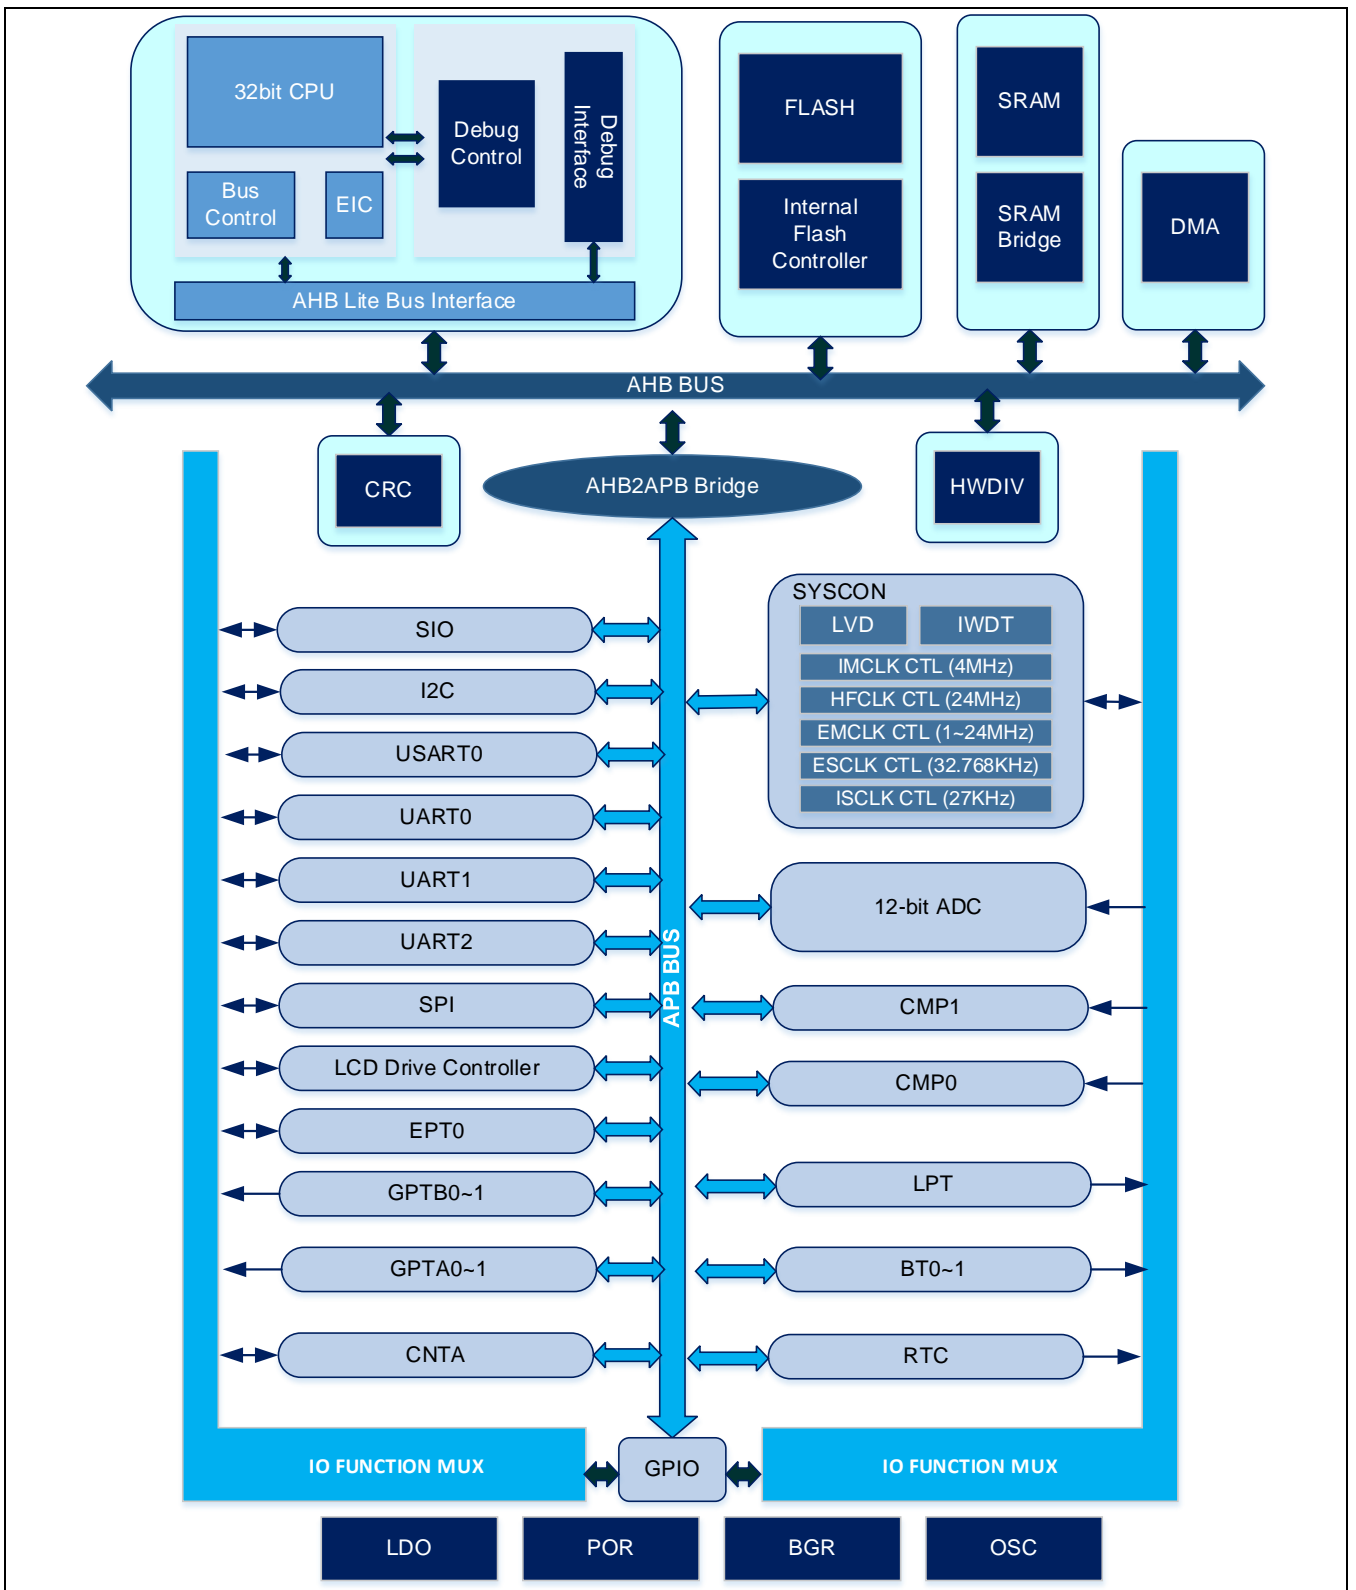 32bit CPU
Debug
Control
Debug
Interface
Bus
Control
EIC
AHB Lite Bus Interface
FLASH
Internal
Flash
Controller
SRAM
SRAM
Bridge
DMA
AHB BUS
CRC
AHB2APB Bridge
HWDIV
SIO
I2C
USART0
UART0
UART1
UART2
SPI
LCD Drive Controller
EPT0
GPTB0~1
GPTA0~1
CNTA
APB BUS
SYSCON
LVD
IWDT
IMCLK CTL (4MHz)
HFCLK CTL (24MHz)
EMCLK CTL (1~24MHz)
ESCLK CTL (32.768KHz)
ISCLK CTL (27KHz)
12-bit ADC
CMP1
CMP0
LPT
BT0~1
RTC
IO FUNCTION MUX
GPIO
IO FUNCTION MUX
LDO
POR
BGR
OSC